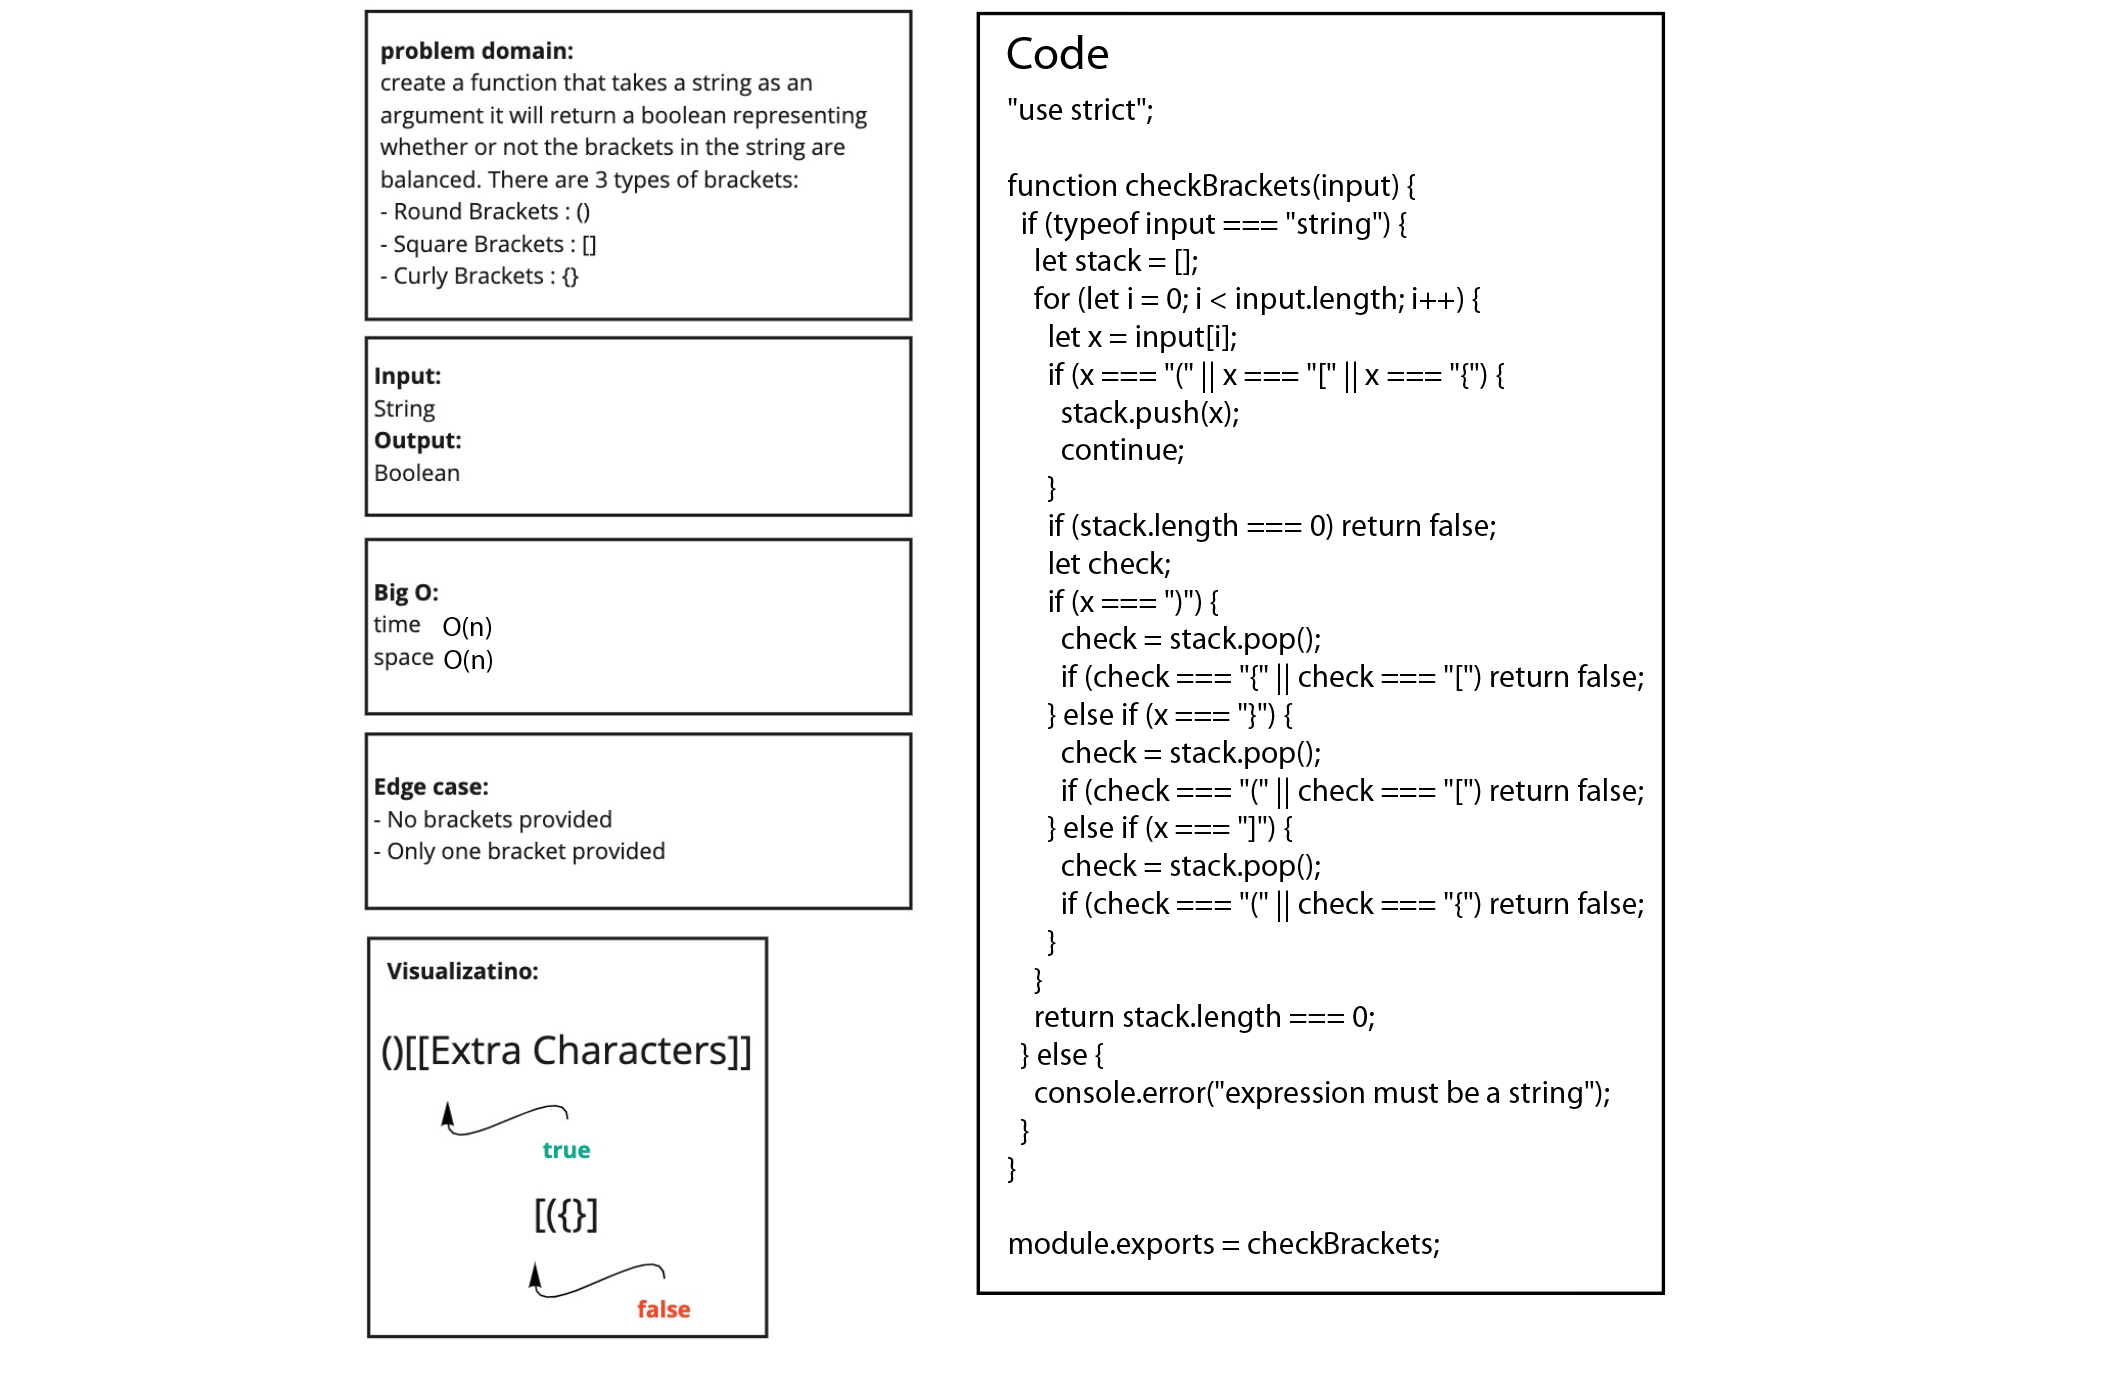 problem domain:
create a function that takes a string as an
argument it will return a boolean representing
whether or not the brackets in the string are
balanced. There are 3 types of brackets:
- Round Brackets : ()
- Square Brackets : []
- Curly Brackets : {}
Input:
String
Output:
Boolean
Big O:
time O(n)
space O(n)
Edge case:
- No brackets provided
- Only one bracket provided
Visualizatino:
()[[Extra Characters]]
true
[({}]
false
Code
"use strict";
function checkBrackets(input) {
if (typeof input === "string") {
let stack = [];
for (let i = 0; i < input.length; i++) {
let x = input[i];
if (x === "(" || x === "[" || x === "{") {
stack.push(x);
continue;
}
if (stack.length === 0) return false;
let check;
if (x === ")") {
check = stack.pop();
if (check === "{" || check === "[") return false;
} else if (x === "}") {
check = stack.pop();
if (check === "(" || check === "[") return false;
} else if (x === "]") {
check = stack.pop();
if (check === "(" || check === "{") return false;
}
}
return stack.length === 0;
} else {
console.error("expression must be a string");
}
}
module.exports = checkBrackets;